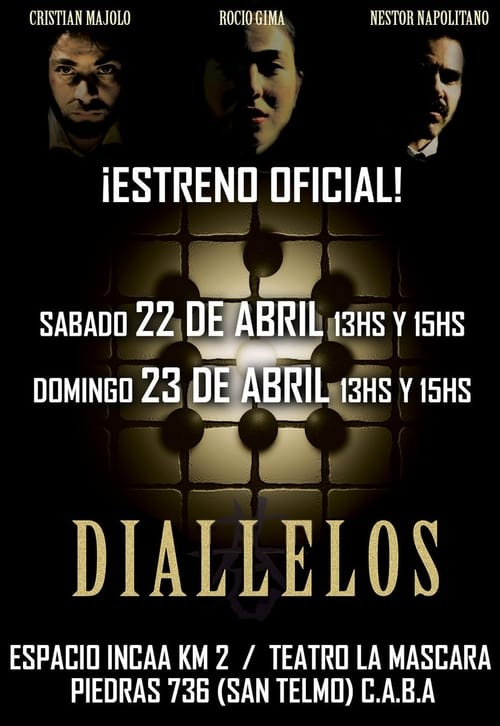 CRISTIAN MAJOLO ROCIO GIMA NESTOR NAPOLITANO
¡ESTRENO OFICIAL!
SABADO 22 DE ABRIL 13HS Y 15HS
DOMINGO 23 DE ABRIL 13HS Y 15HS
DIALLELOS
ESPACIO INCAA KM 2 / TEATRO LA MASCARA
PIEDRAS 736 (SAN TELMO) C.A.B.A